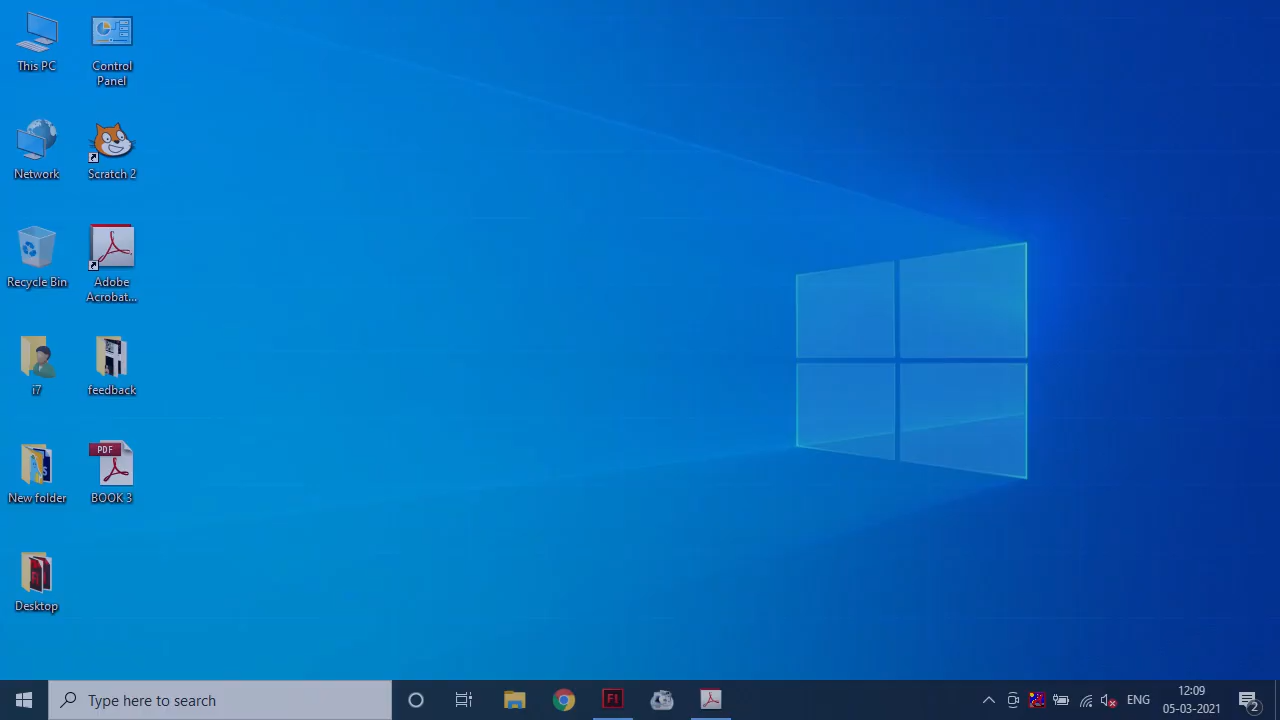 This PC
Control
Panel
Network
Scratch 2
Recycle Bin
Adobe
Acrobat...
i7
feedback
New folder
PDF
BOOK 3
Desktop
Type here to search
Fl
ENG
12:09
05-03-2021
2